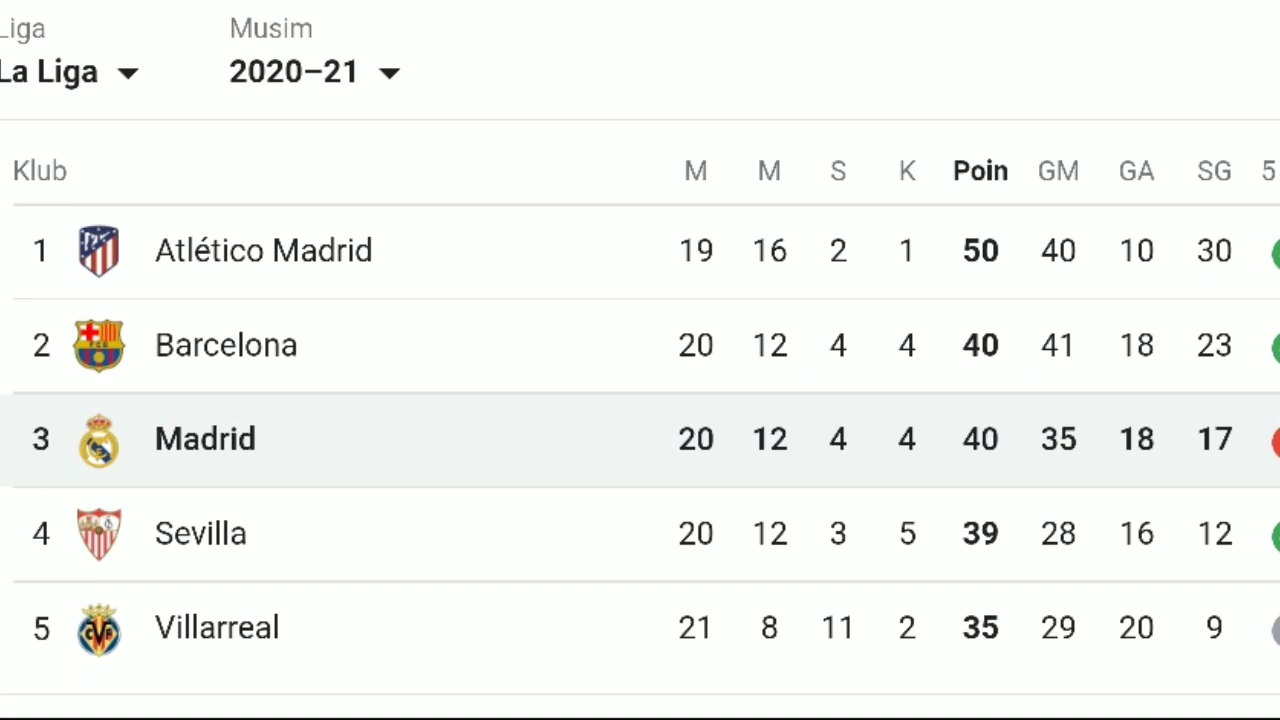 Liga Musim
La Liga 2020–21
Klub M M S K Poin GM GA SG 5
1 Atlético Madrid 19 16 2 1 50 40 10 30
2 Barcelona 20 12 4 4 40 41 18 23
3 Madrid 20 12 4 4 40 35 18 17
4 Sevilla 20 12 3 5 39 28 16 12
5 Villarreal 21 8 11 2 35 29 20 9